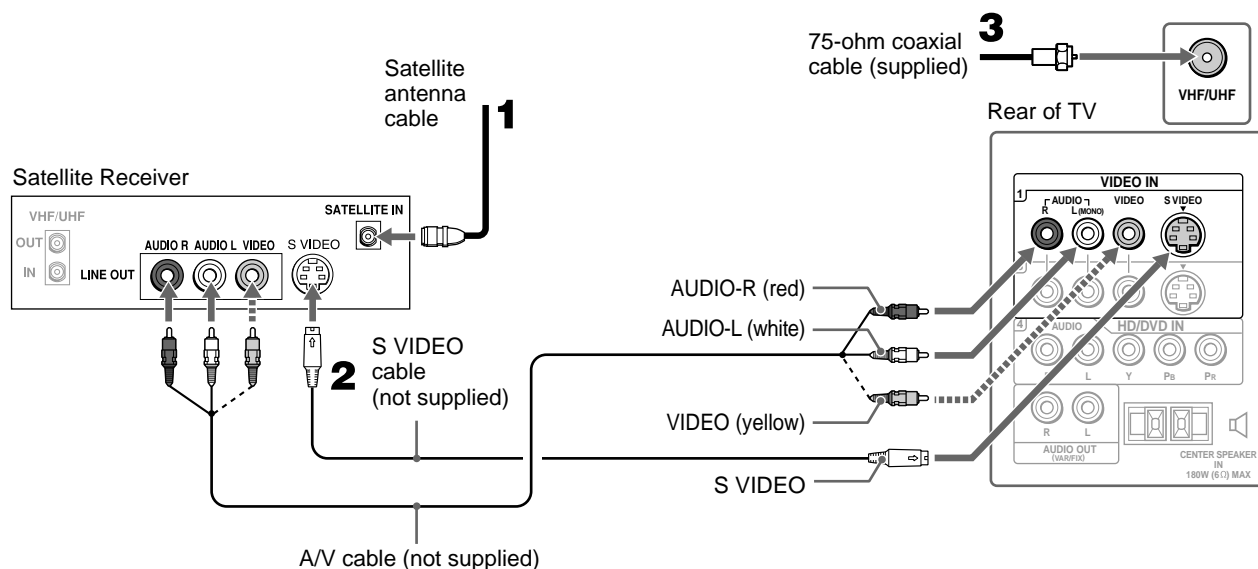 3
75-ohm coaxial
cable (supplied)
VHF/UHF
Satellite
antenna
cable
1
Rear of TV
Satellite Receiver
VHF/UHF
OUT
IN
SATELLITE IN
AUDIO R AUDIO L VIDEO
S VIDEO
LINE OUT
VIDEO IN
1
AUDIO
R
L (MONO)
VIDEO
S VIDEO
AUDIO-R (red)
AUDIO-L (white)
4
AUDIO
HD/DVD IN
L
Y
PB
PR
2
S VIDEO
cable
(not supplied)
VIDEO (yellow)
R
L
AUDIO OUT
(VAR/FIX)
CENTER SPEAKER
IN
180W (6Ω) MAX
S VIDEO
A/V cable (not supplied)